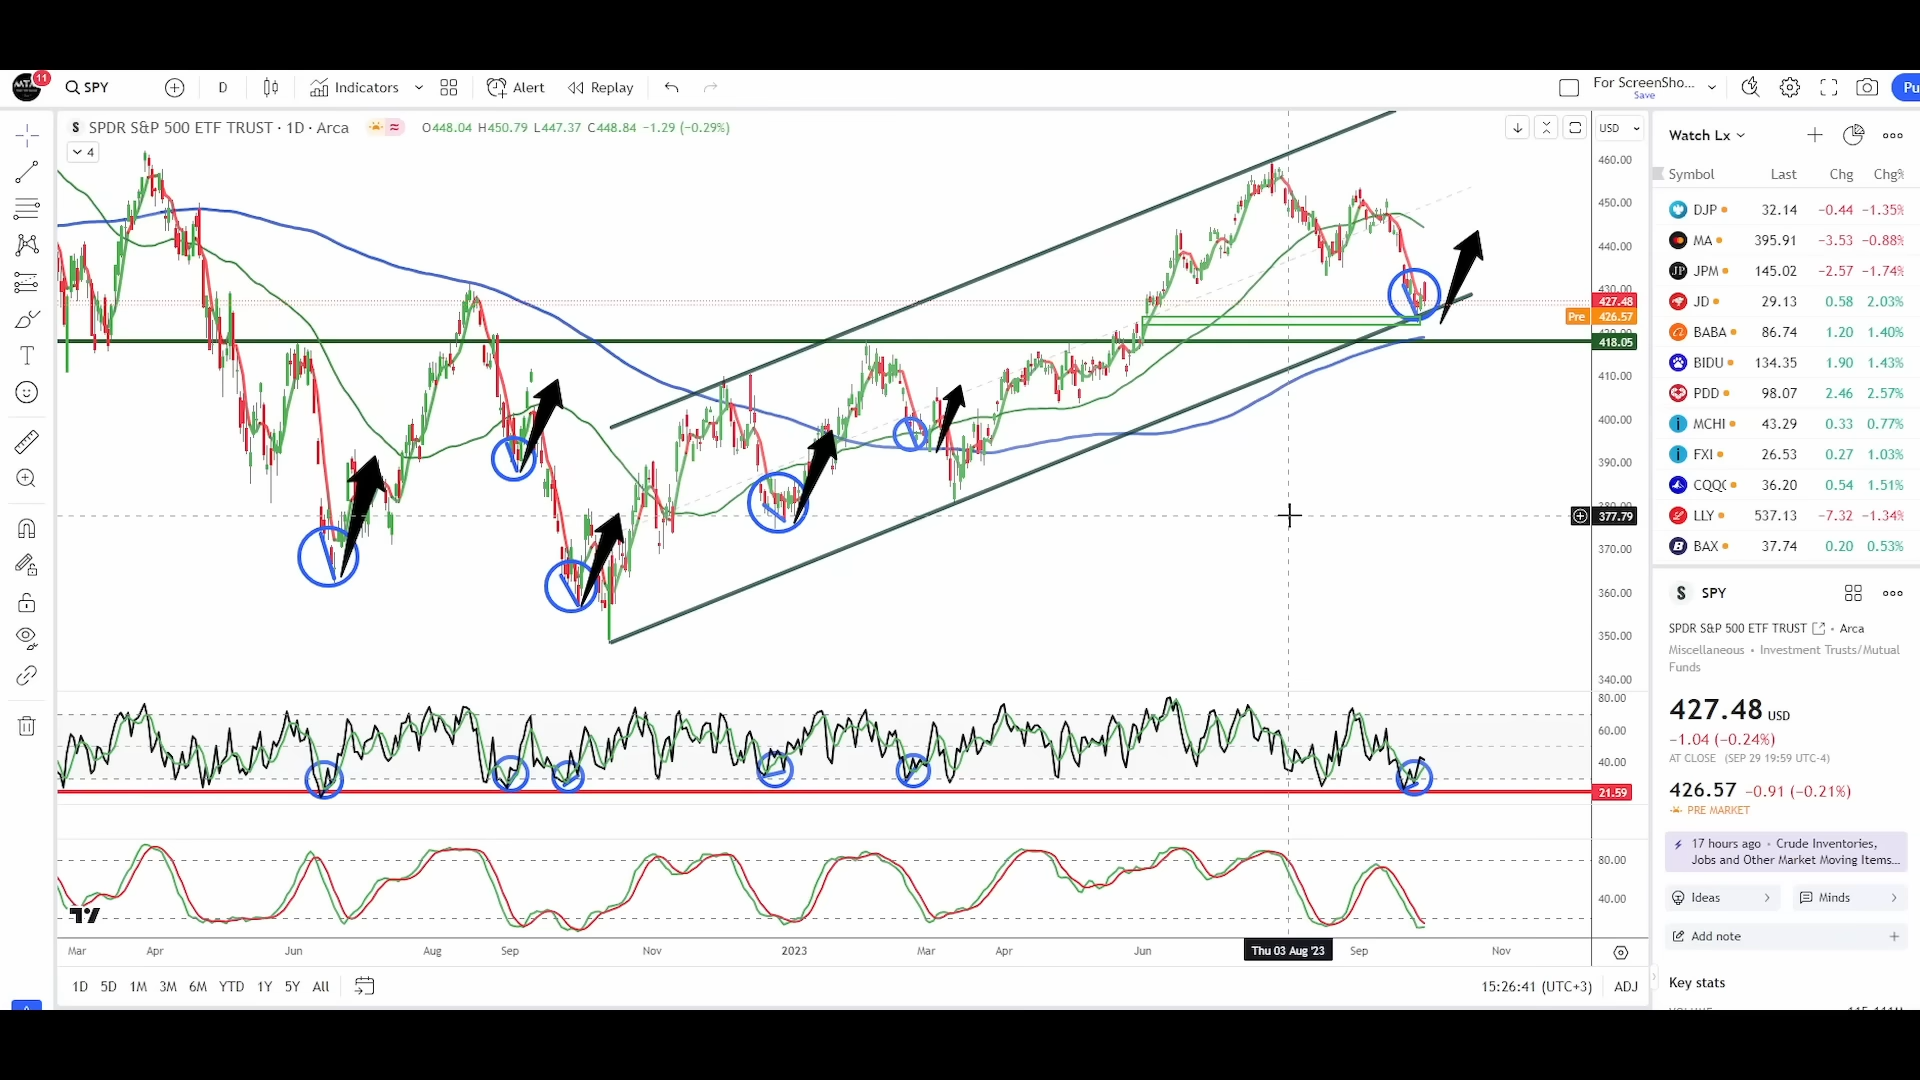 11
SPY
D
Indicators
Alert
Replay
For ScreenSho...
Save
Pu
S SPDR S&P 500 ETF TRUST · 1D · Arca O448.04 H450.79 L447.37 C448.84 −1.29 (−0.29%)
4
USD
460.00
450.00
440.00
430.00
427.48
Pre 426.57
418.05
410.00
400.00
390.00
377.79
370.00
360.00
350.00
340.00
80.00
60.00
40.00
21.59
80.00
40.00
Mar Apr Jun Aug Sep Nov 2023 Mar Apr Jun Thu 03 Aug '23 Sep Nov
1D 5D 1M 3M 6M YTD 1Y 5Y All
15:26:41 (UTC+3) ADJ
Watch Lx
Symbol Last Chg Chg%
DJP 32.14 −0.44 −1.35%
MA 395.91 −3.53 −0.88%
JP JPM 145.02 −2.57 −1.74%
JD 29.13 0.58 2.03%
BABA 86.74 1.20 1.40%
BIDU 134.35 1.90 1.43%
PDD 98.07 2.46 2.57%
MCHI 43.29 0.33 0.77%
FXI 26.53 0.27 1.03%
CQQQ 36.20 0.54 1.51%
LLY 537.13 −7.32 −1.34%
BAX 37.74 0.20 0.53%
S SPY
SPDR S&P 500 ETF TRUST • Arca
Miscellaneous • Investment Trusts/Mutual
Funds
427.48 USD
−1.04 (−0.24%)
AT CLOSE (SEP 29 19:59 UTC-4)
426.57 −0.91 (−0.21%)
PRE MARKET
17 hours ago • Crude Inventories,
Jobs and Other Market Moving Items...
Ideas
Minds
Add note
Key stats